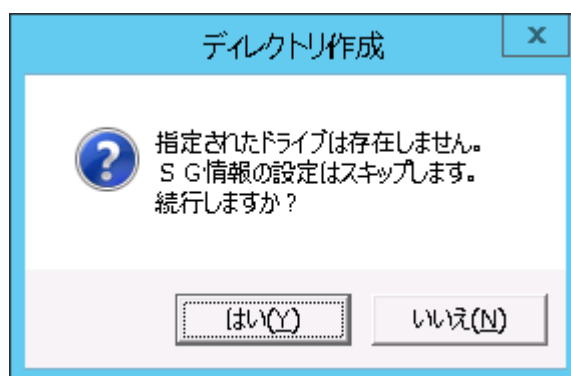 ディレクトリ作成
x
指定されたドライブは存在しません。
ＳＧ情報の設定はスキップします。
続行しますか？
はい(Y)
いいえ(N)